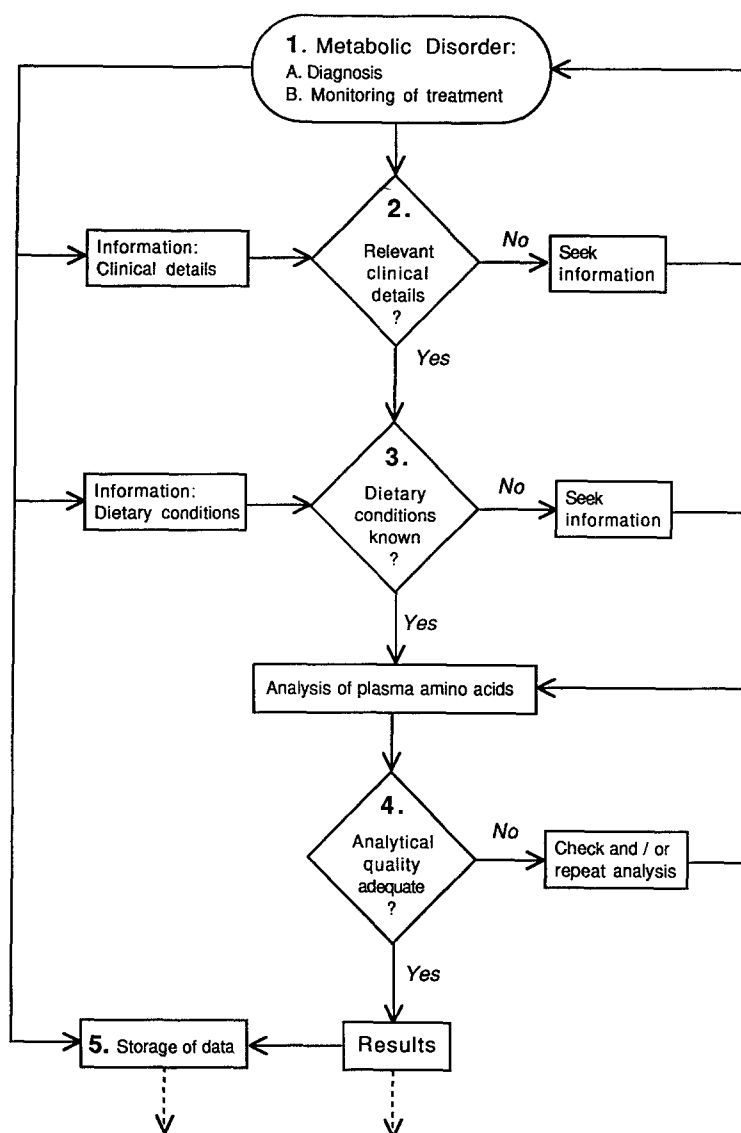 1. Metabolic Disorder:
A. Diagnosis
B. Monitoring of treatment
2.
Relevant
clinical
details
?
No
Yes
Information:
Clinical details
Seek
information
3.
Dietary
conditions
known
?
No
Yes
Information:
Dietary conditions
Seek
information
Analysis of plasma amino acids
4.
Analytical
quality
adequate
?
No
Yes
Check and / or
repeat analysis
5. Storage of data
Results